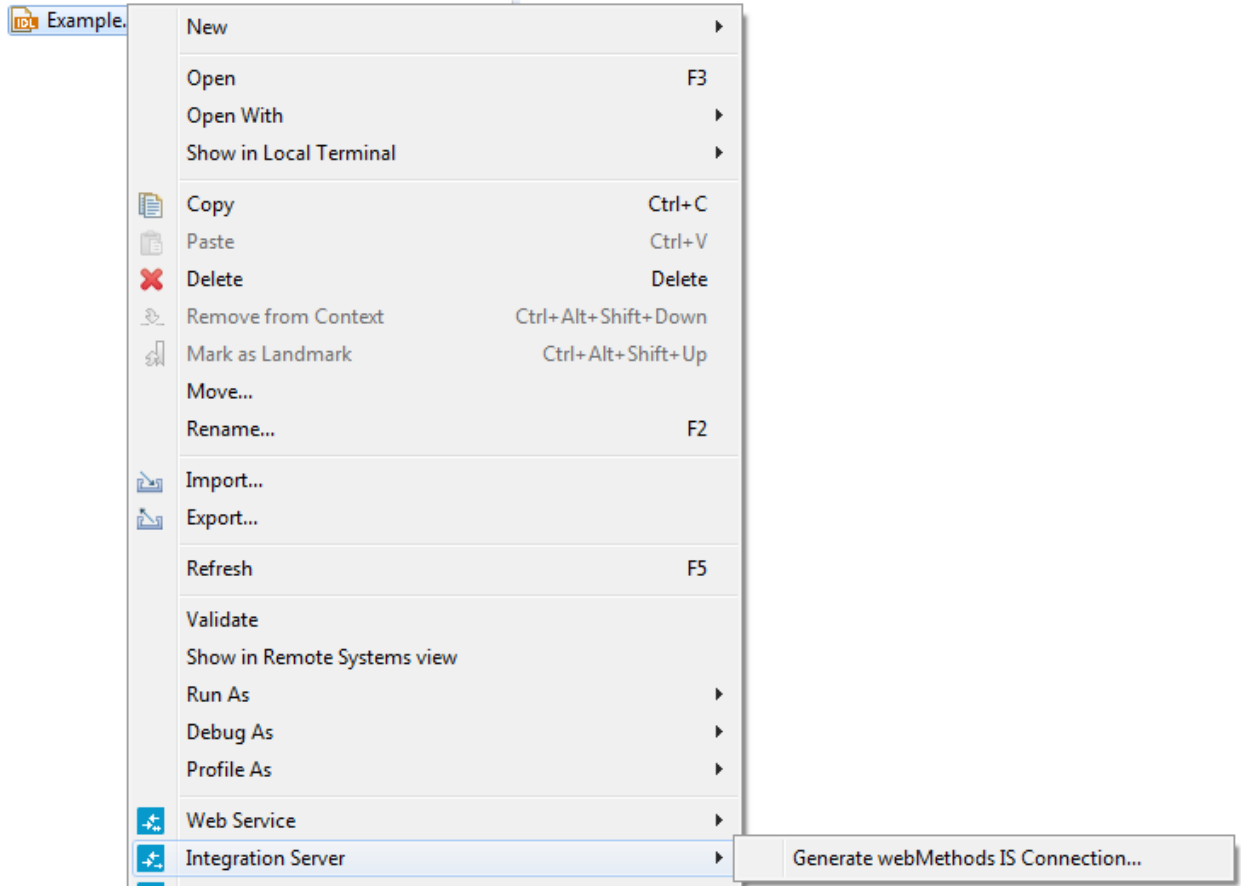 IDL Example.
New
Open F3
Open With
Show in Local Terminal
Copy Ctrl+C
Paste Ctrl+V
Delete Delete
Remove from Context Ctrl+Alt+Shift+Down
Mark as Landmark Ctrl+Alt+Shift+Up
Move...
Rename... F2
Import...
Export...
Refresh F5
Validate
Show in Remote Systems view
Run As
Debug As
Profile As
Web Service
Integration Server Generate webMethods IS Connection...